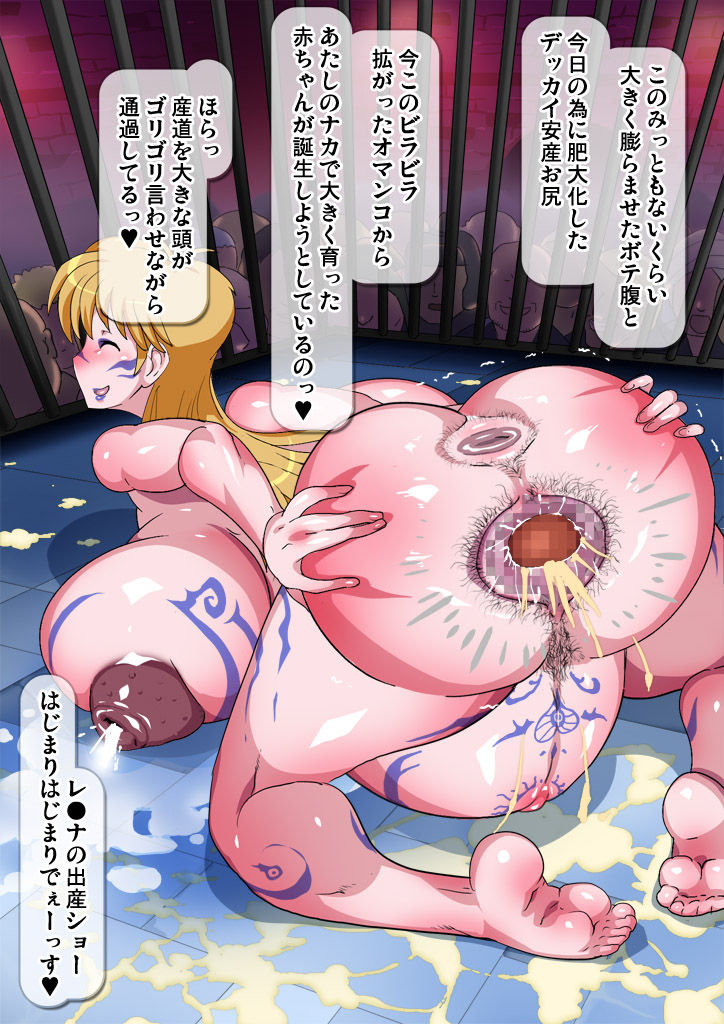 このみっともないくらい
大きく膨らませたボテ腹と
今日の為に肥大化した
デッカイ安産お尻
今このビラビラ
拡がったオマンコから
あたしのナカで大きく育った
赤ちゃんが誕生しようとしているのっ♥
ほらっ
産道を大きな頭が
ゴリゴリ言わせながら
通過してるっ♥
レ●ナの出産ショー
はじまりはじまりでぇーっす♥